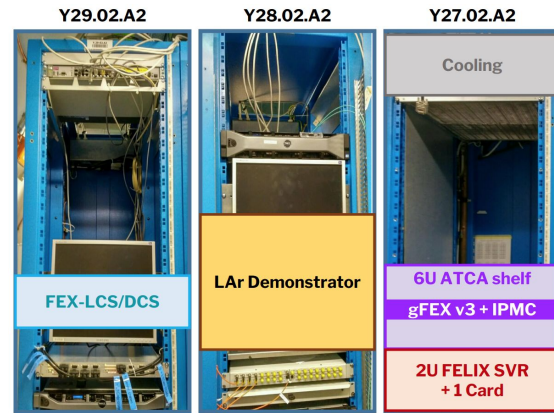 Y29.02.A2
Y28.02.A2
Y27.02.A2
FEX-LCS/DCS
LAr Demonstrator
Cooling
6U ATCA shelf
gFEX v3 + IPMC
2U FELIX SVR
+ 1 Card